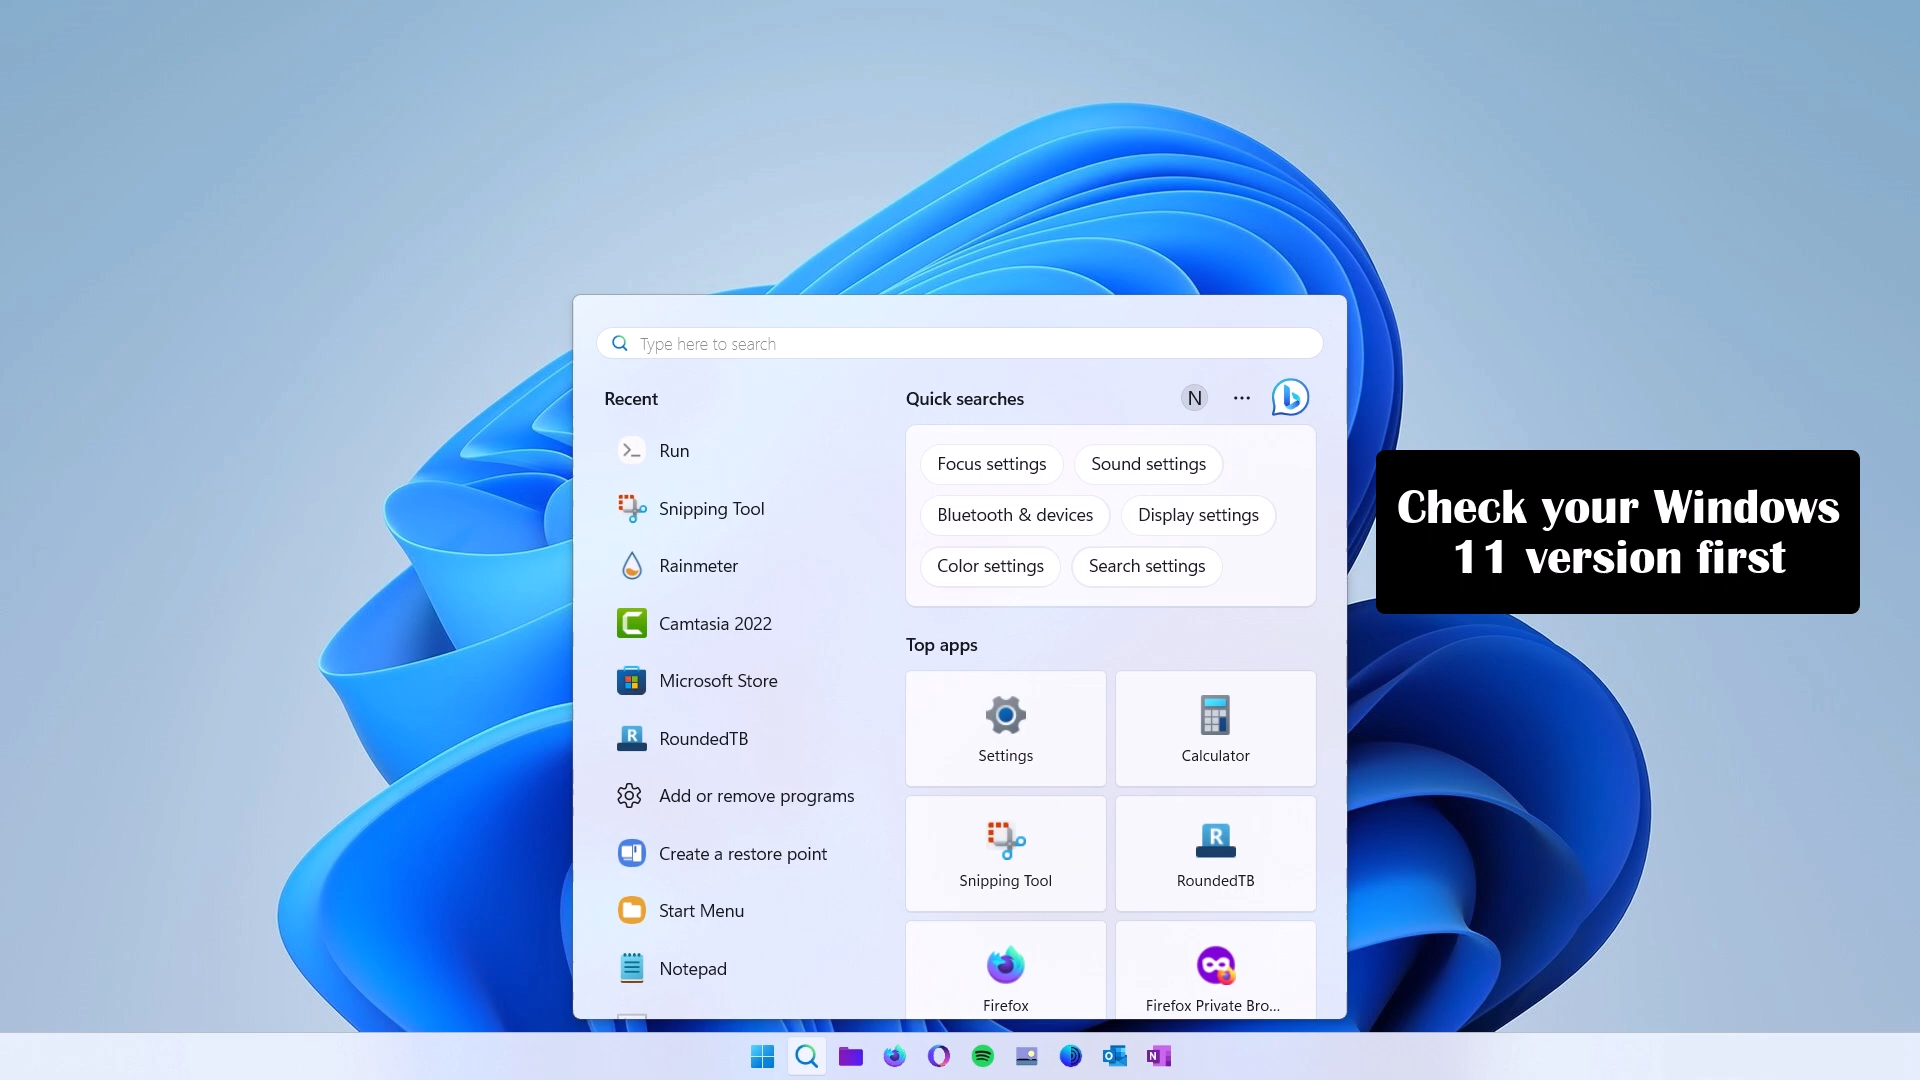 Type here to search
Recent
Quick searches
N
Run
Snipping Tool
Rainmeter
Camtasia 2022
Microsoft Store
R
RoundedTB
Add or remove programs
Create a restore point
Start Menu
Notepad
Focus settings
Sound settings
Bluetooth & devices
Display settings
Color settings
Search settings
Top apps
Settings
Calculator
Snipping Tool
R
RoundedTB
Firefox
Firefox Private Bro...
Check your Windows
11 version first
O
N